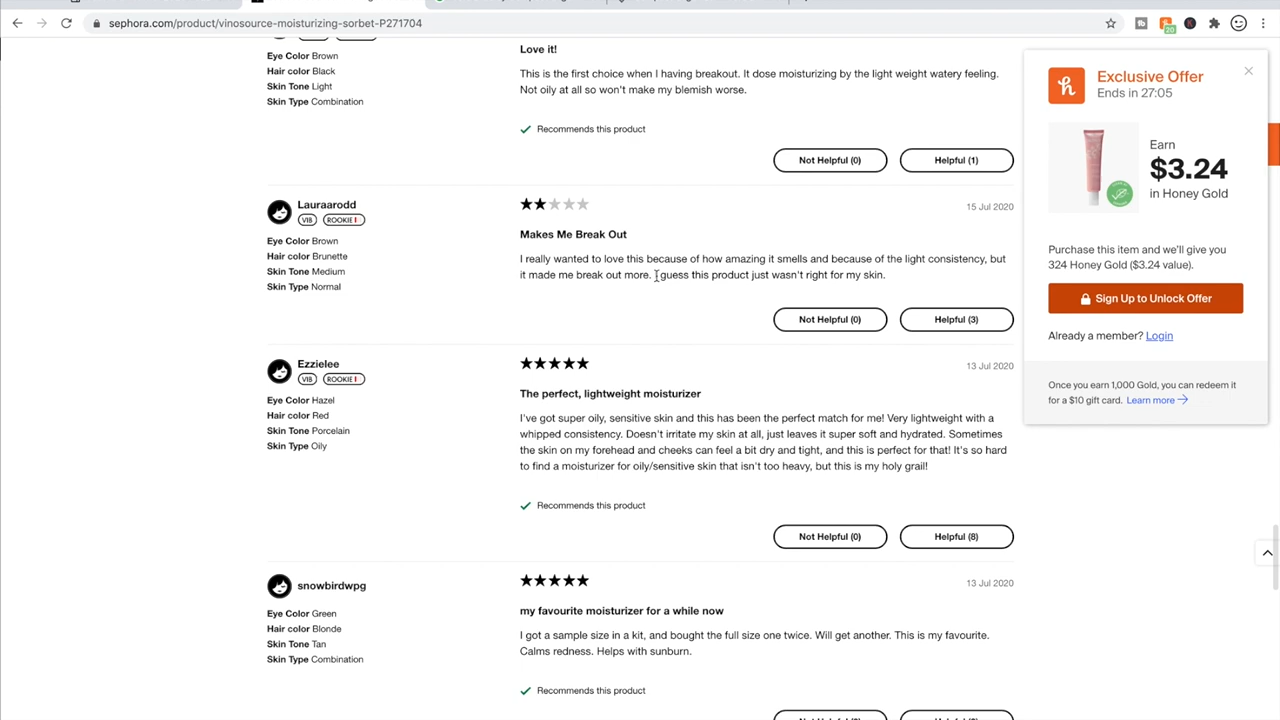 sephora.com/product/vinosource-moisturizing-sorbet-P271704
20
Eye Color Brown
Hair color Black
Skin Tone Light
Skin Type Combination
Love it!
This is the first choice when I having breakout. It dose moisturizing by the light weight watery feeling.
Not oily at all so won't make my blemish worse.
Recommends this product
Not Helpful (0)
Helpful (1)
Lauraarodd
VIB ROOKIE
Eye Color Brown
Hair color Brunette
Skin Tone Medium
Skin Type Normal
15 Jul 2020
Makes Me Break Out
I really wanted to love this because of how amazing it smells and because of the light consistency, but
it made me break out more. I guess this product just wasn't right for my skin.
Not Helpful (0)
Helpful (3)
Ezzielee
VIB ROOKIE
Eye Color Hazel
Hair color Red
Skin Tone Porcelain
Skin Type Oily
13 Jul 2020
The perfect, lightweight moisturizer
I've got super oily, sensitive skin and this has been the perfect match for me! Very lightweight with a
whipped consistency. Doesn't irritate my skin at all, just leaves it super soft and hydrated. Sometimes
the skin on my forehead and cheeks can feel a bit dry and tight, and this is perfect for that! It's so hard
to find a moisturizer for oily/sensitive skin that isn't too heavy, but this is my holy grail!
Recommends this product
Not Helpful (0)
Helpful (8)
snowbirdwpg
Eye Color Green
Hair color Blonde
Skin Tone Tan
Skin Type Combination
13 Jul 2020
my favourite moisturizer for a while now
I got a sample size in a kit, and bought the full size one twice. Will get another. This is my favourite.
Calms redness. Helps with sunburn.
Recommends this product
Exclusive Offer
Ends in 27:05
Earn
$3.24
in Honey Gold
Purchase this item and we'll give you
324 Honey Gold ($3.24 value).
Sign Up to Unlock Offer
Already a member? Login
Once you earn 1,000 Gold, you can redeem it
for a $10 gift card. Learn more